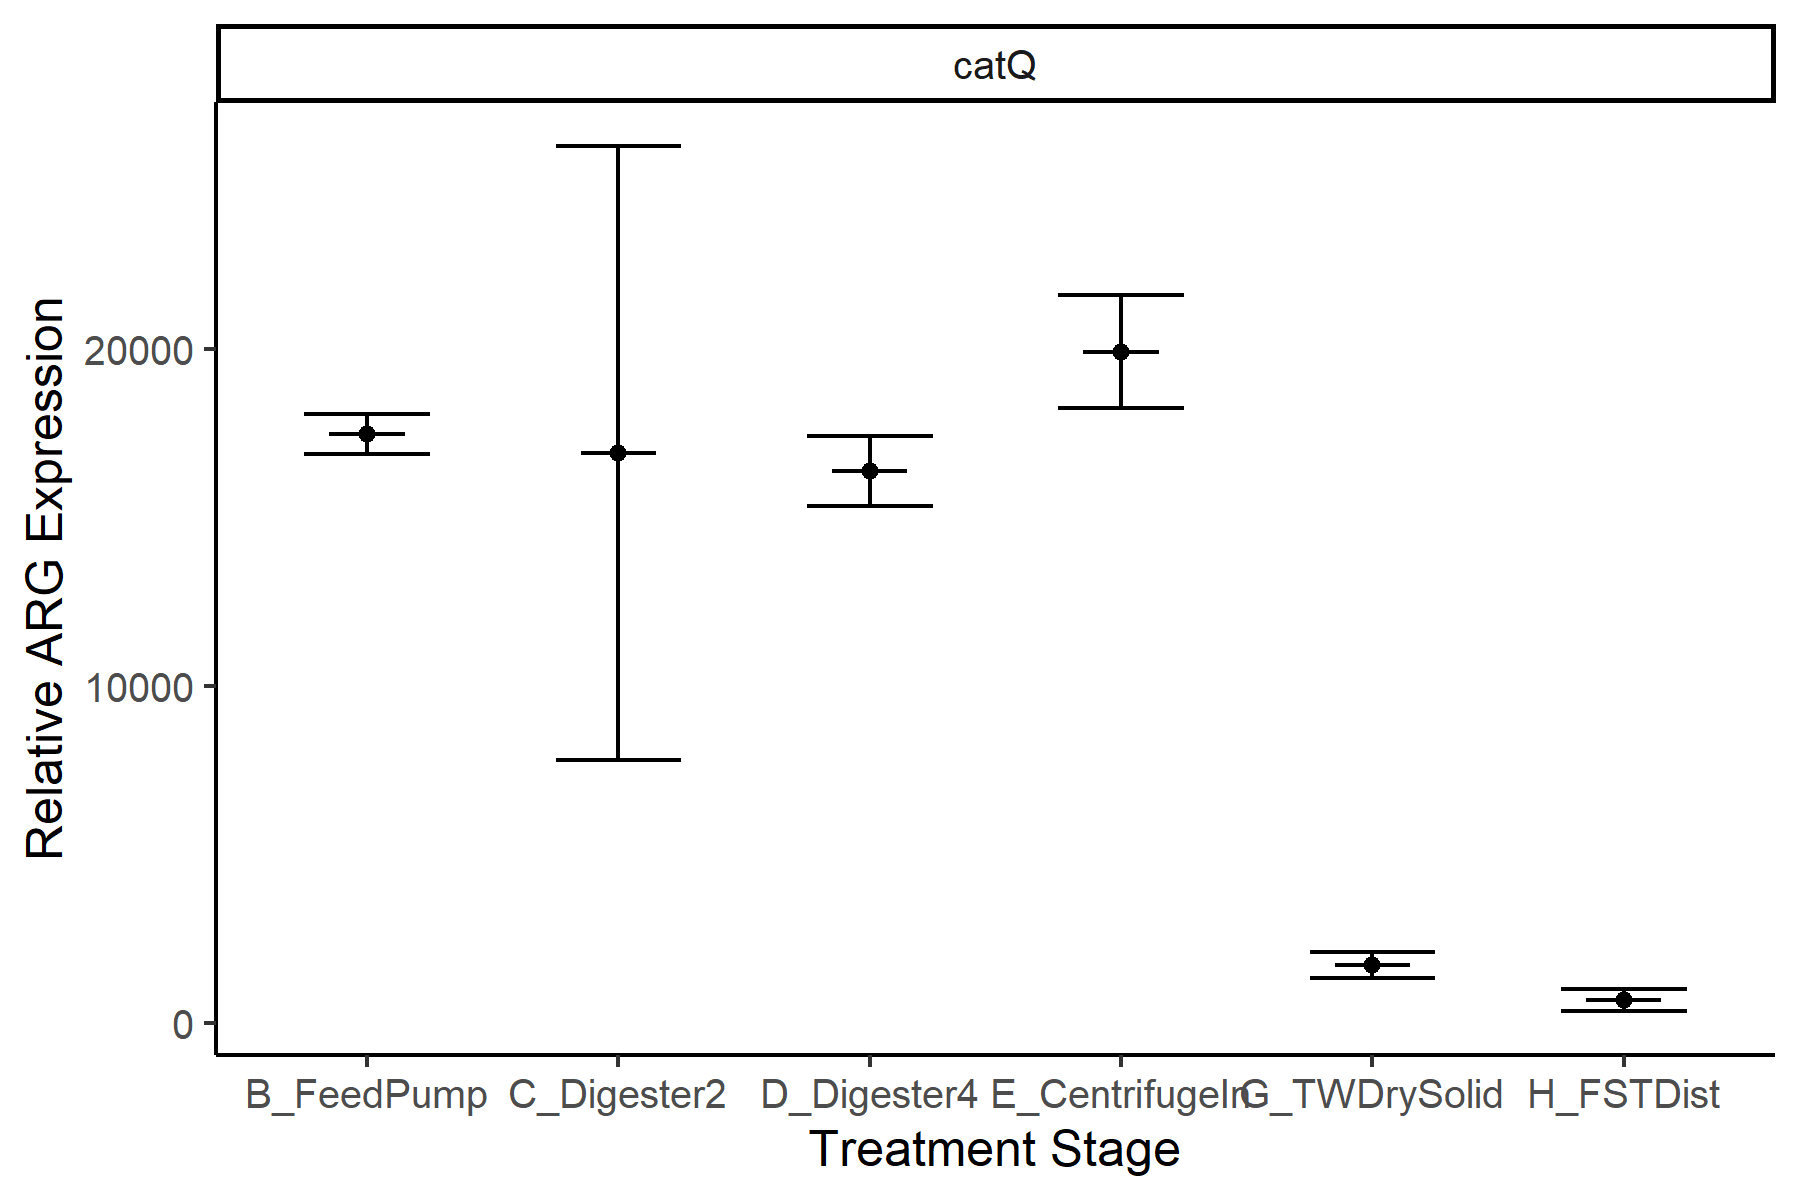 catQ
Relative ARG Expression
20000
10000
0
B_FeedPump C_Digester2 D_Digester4 E_CentrifugeIn G_TWDrySolid H_FSTDist
Treatment Stage